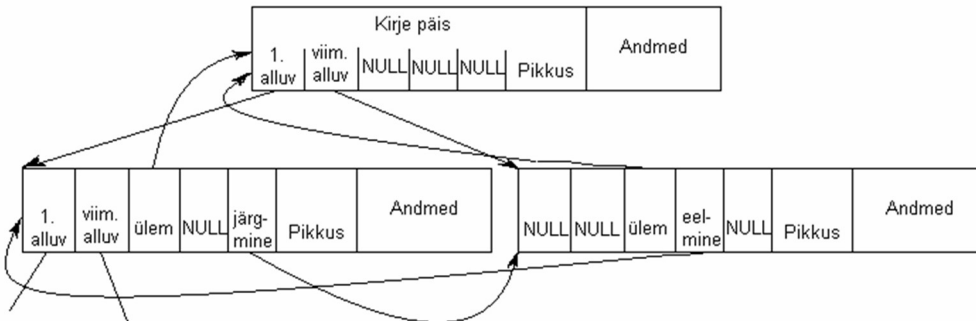 Kirje päis
1. alluv
viim. alluv
NULL
NULL
NULL
Pikkus
Andmed
1. alluv
viim. alluv
ülem
NULL
järg-
mine
Pikkus
Andmed
NULL
NULL
ülem
eel-
mine
NULL
Pikkus
Andmed